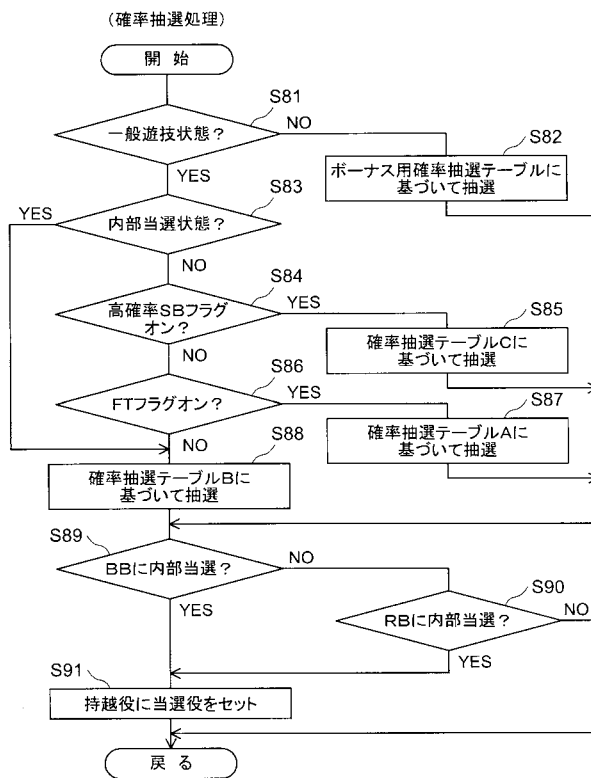 (確率抽選処理)
開 始
S81
一般遊技状態?
NO
YES
S82
ボーナス用確率抽選テーブルに
基づいて抽選
S83
YES
内部当選状態?
NO
S84
高確率SBフラグ
オン?
YES
NO
S85
確率抽選テーブルCに
基づいて抽選
S86
FTフラグオン?
YES
NO
S87
確率抽選テーブルAに
基づいて抽選
S88
確率抽選テーブルBに
基づいて抽選
S89
BBに内部当選?
NO
YES
S90
RBに内部当選?
NO
YES
S91
持越役に当選役をセット
戻 る